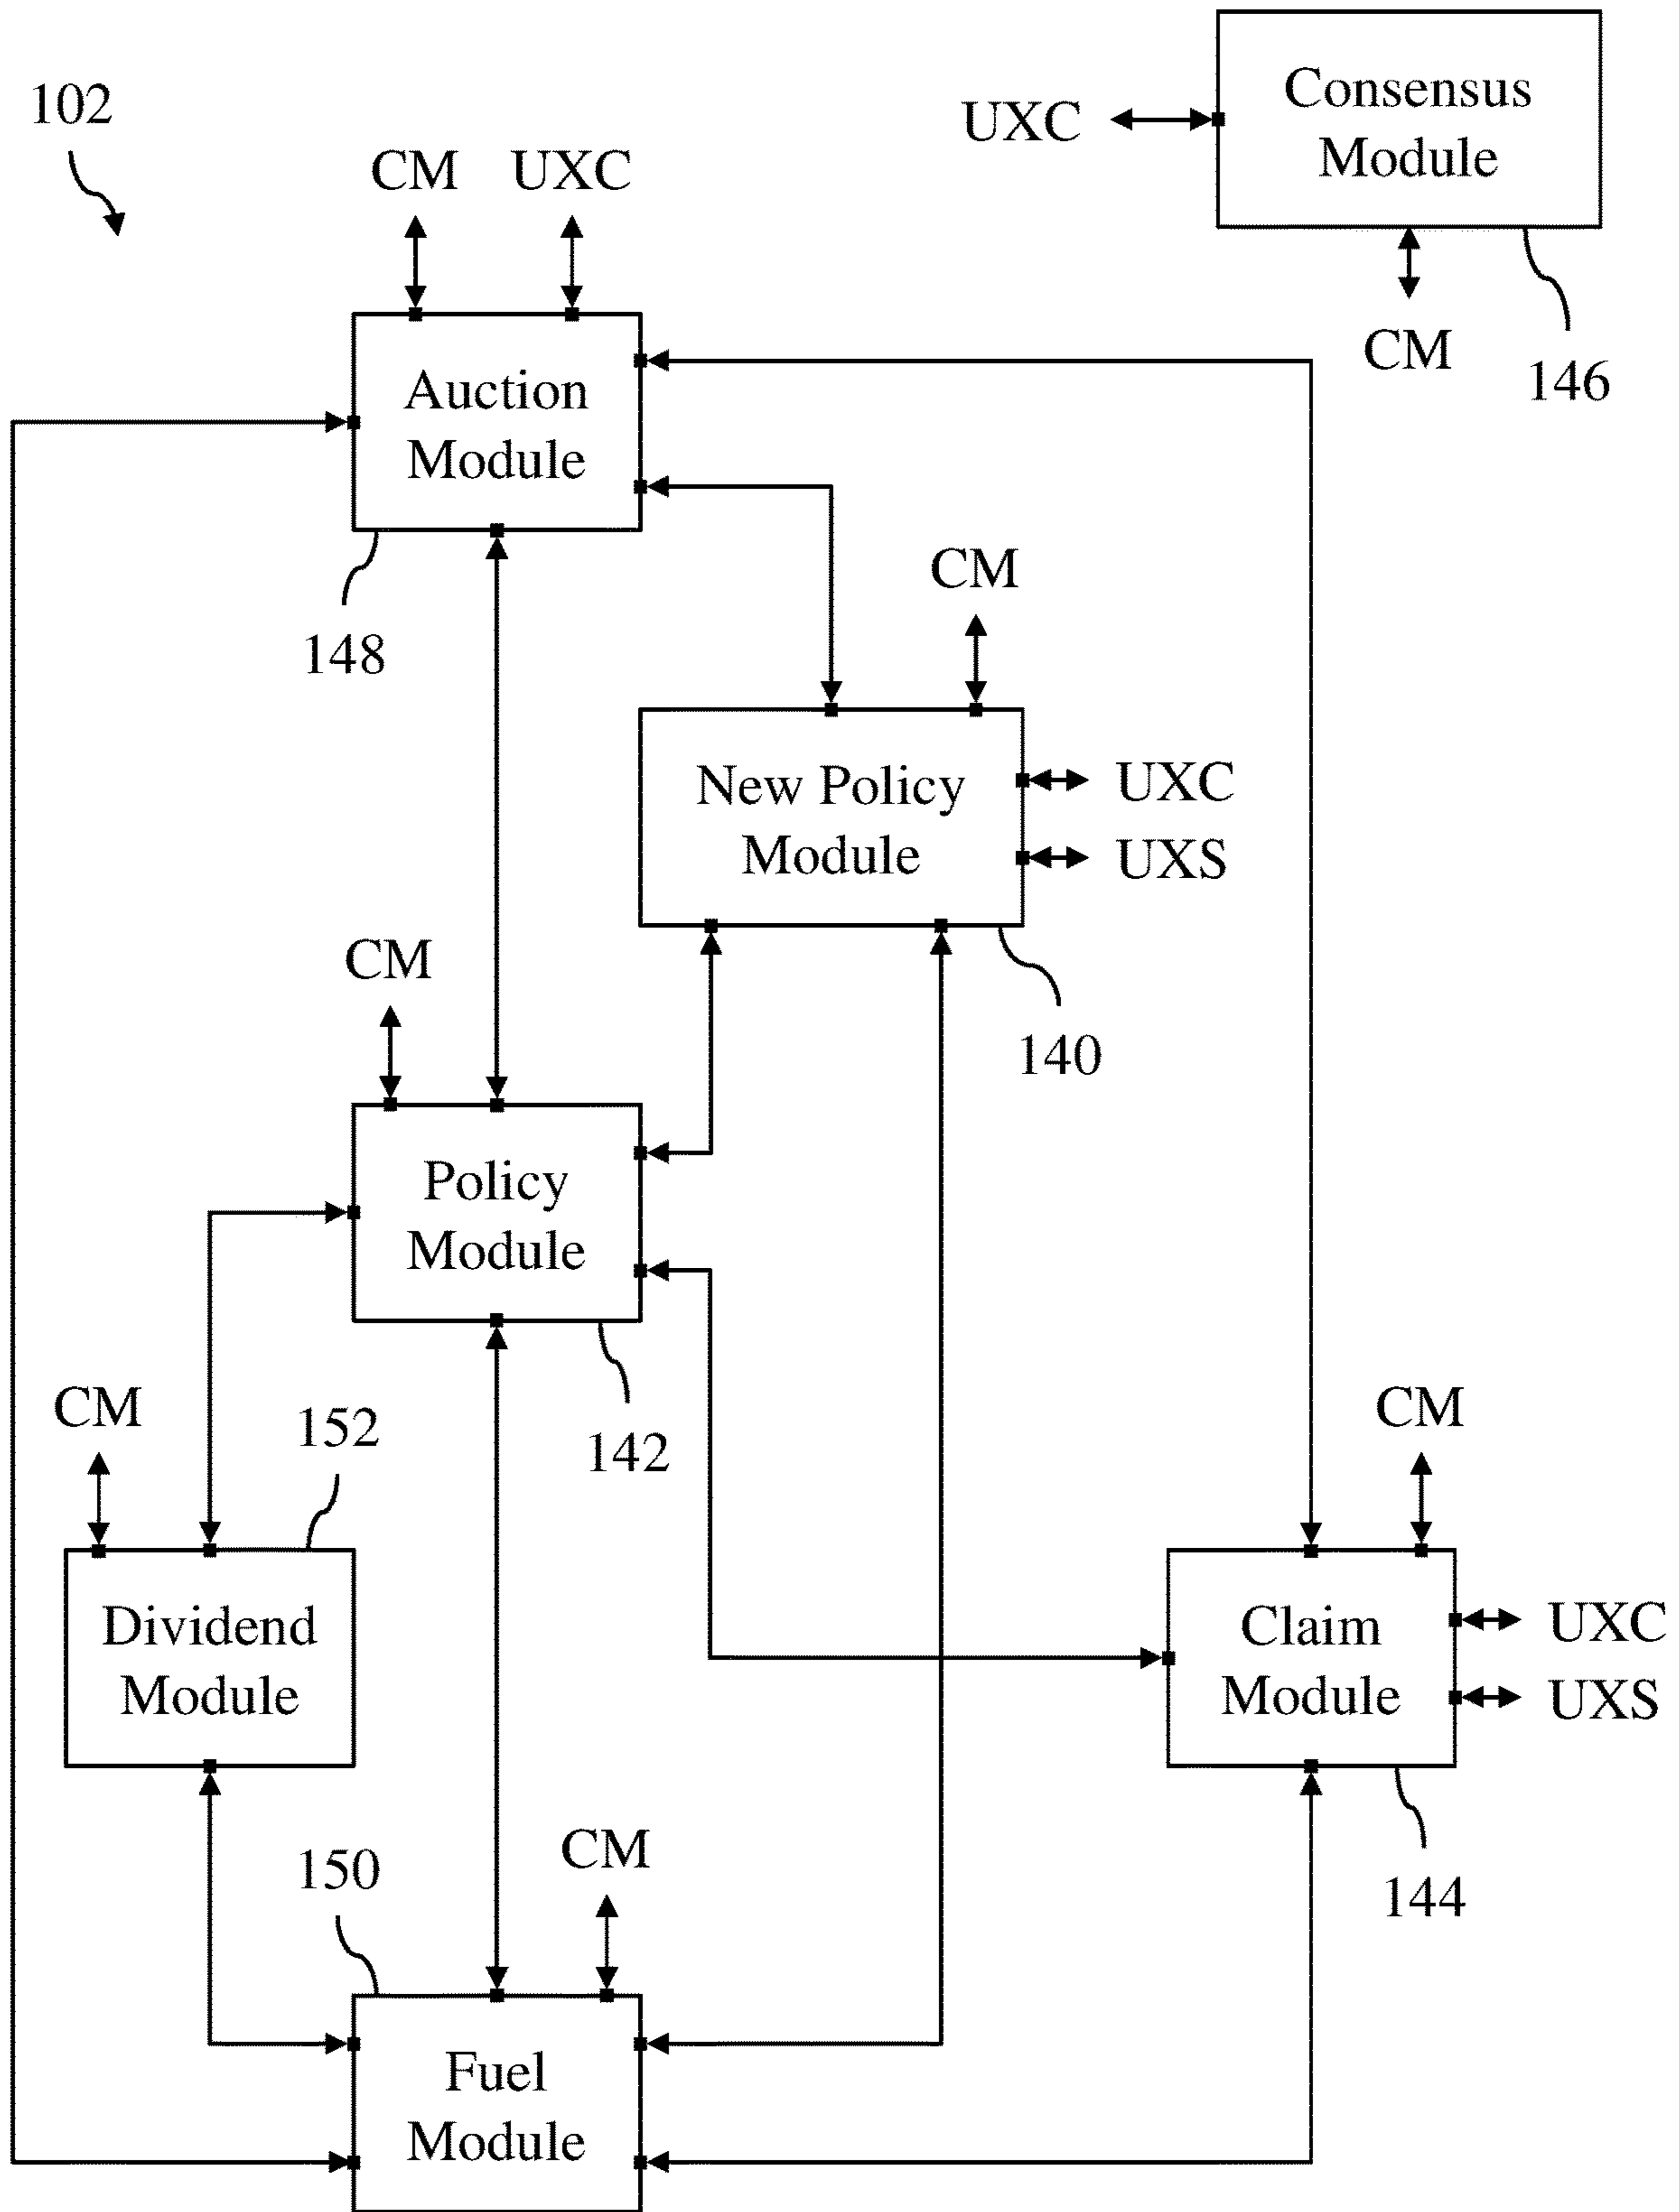 102
UXC
Consensus
Module
CM
UXC
CM
146
Auction
Module
148
CM
New Policy
Module
UXC
UXS
140
CM
Policy
Module
142
CM
152
CM
Dividend
Module
Claim
Module
UXC
UXS
144
150
CM
Fuel
Module